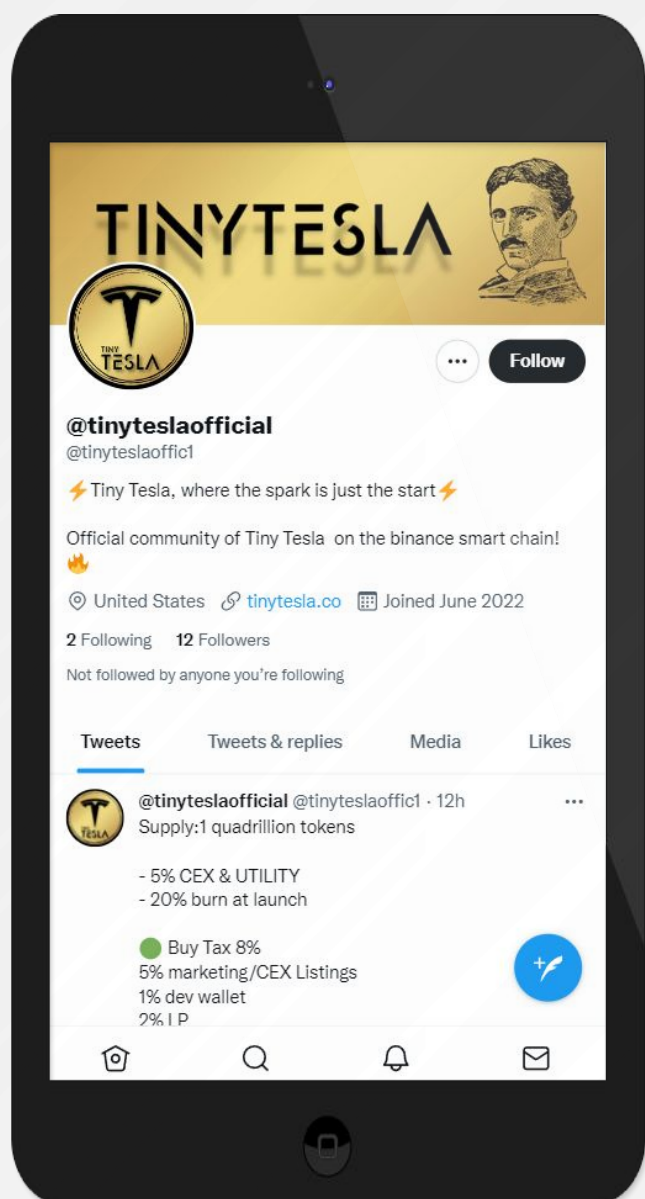 TINYTESLA
TINY
TESLA
Follow
@tinyteslaofficial
@tinyteslaoffic1
⚡Tiny Tesla, where the spark is just the start⚡
Official community of Tiny Tesla on the binance smart chain!
🔥
United States tinytesla.co Joined June 2022
2 Following 12 Followers
Not followed by anyone you're following
Tweets Tweets & replies Media Likes
@tinyteslaofficial @tinyteslaoffic1 · 12h
TESLA
Supply:1 quadrillion tokens
- 5% CEX & UTILITY
- 20% burn at launch
🟢 Buy Tax 8%
5% marketing/CEX Listings
1% dev wallet
2% LP